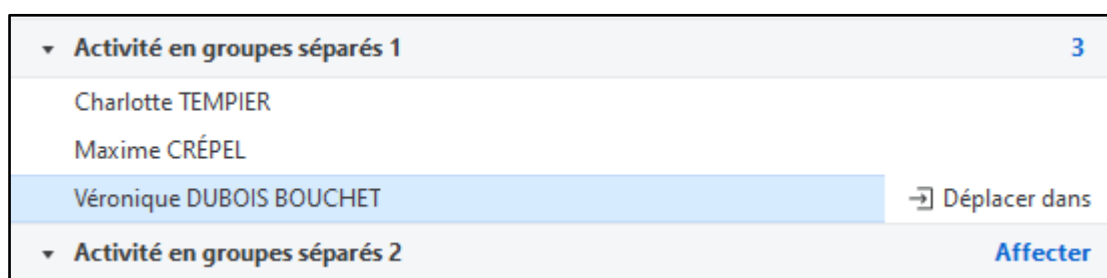 Activité en groupes séparés 1 3
Charlotte TEMPIER
Maxime CRÉPEL
Véronique DUBOIS BOUCHET Déplacer dans
Activité en groupes séparés 2 Affecter